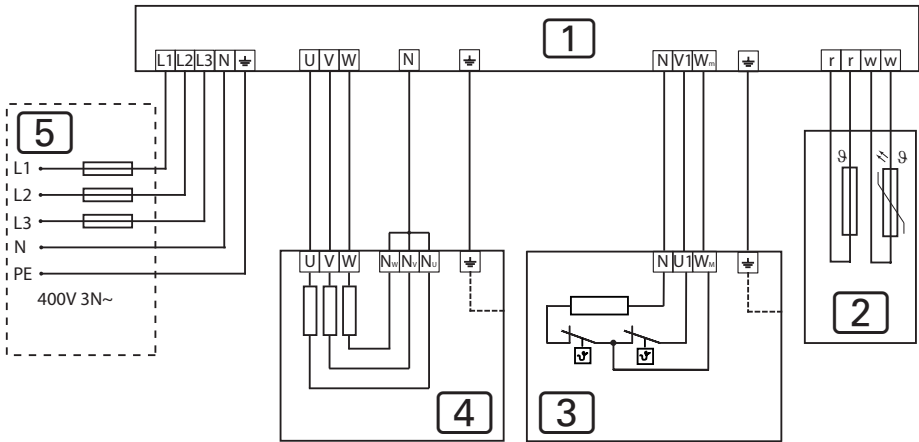 1
L1 L2 L3 N U V W N N V1 Wm r r w w
5
L1
L2
L3
N
PE
400V 3N~
U V W NW NV NU
N U1 WM
ϑ ϑ
2
4
3